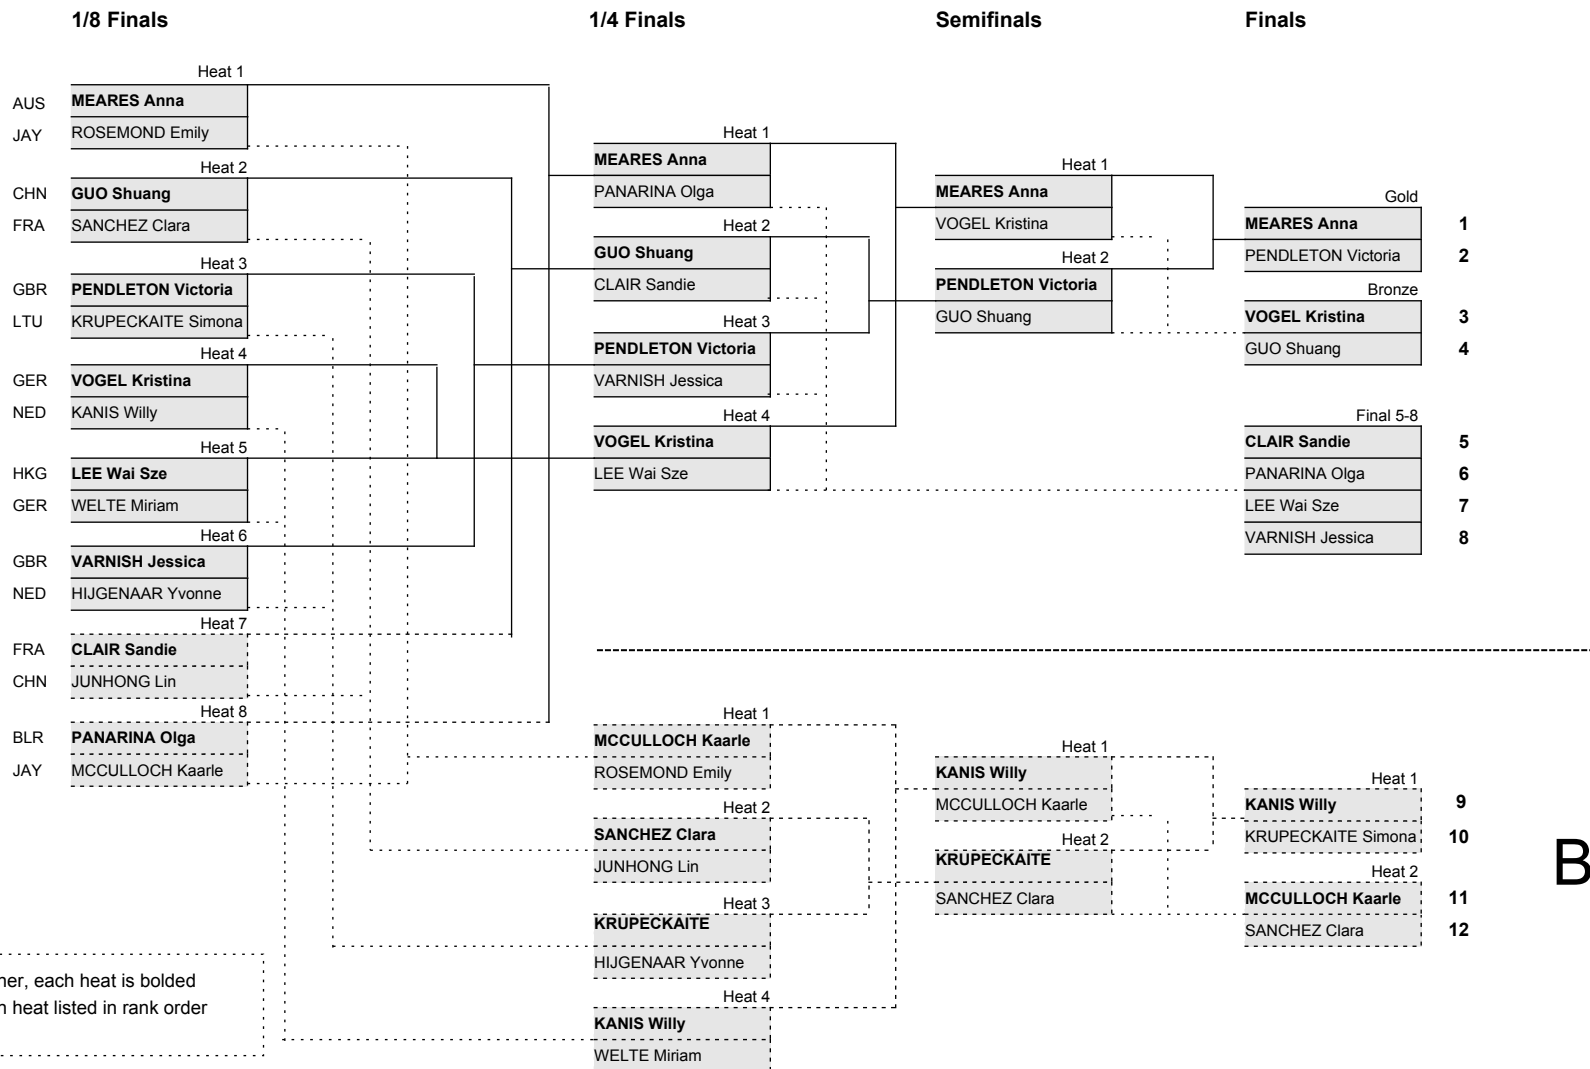 1/8 Finals
1/4 Finals
Semifinals
Finals
Heat 1
AUS MEARES Anna
JAY ROSEMOND Emily
Heat 2
CHN GUO Shuang
FRA SANCHEZ Clara
Heat 3
GBR PENDLETON Victoria
LTU KRUPECKAITE Simona
Heat 4
GER VOGEL Kristina
NED KANIS Willy
Heat 5
HKG LEE Wai Sze
GER WELTE Miriam
Heat 6
GBR VARNISH Jessica
NED HIJGENAAR Yvonne
Heat 7
FRA CLAIR Sandie
CHN JUNHONG Lin
Heat 8
BLR PANARINA Olga
JAY MCCULLOCH Kaarle
Heat 1
MEARES Anna
PANARINA Olga
Heat 2
GUO Shuang
CLAIR Sandie
Heat 3
PENDLETON Victoria
VARNISH Jessica
Heat 4
VOGEL Kristina
LEE Wai Sze
Heat 1
MEARES Anna
VOGEL Kristina
Heat 2
PENDLETON Victoria
GUO Shuang
Gold
MEARES Anna 1
PENDLETON Victoria 2
Bronze
VOGEL Kristina 3
GUO Shuang 4
Final 5-8
CLAIR Sandie 5
PANARINA Olga 6
LEE Wai Sze 7
VARNISH Jessica 8
Heat 1
MCCULLOCH Kaarle
ROSEMOND Emily
Heat 2
SANCHEZ Clara
JUNHONG Lin
Heat 3
KRUPECKAITE
HIJGENAAR Yvonne
Heat 4
KANIS Willy
WELTE Miriam
Heat 1
KANIS Willy
MCCULLOCH Kaarle
Heat 2
KRUPECKAITE
SANCHEZ Clara
Heat 1
KANIS Willy 9
KRUPECKAITE Simona 10
Heat 2
MCCULLOCH Kaarle 11
SANCHEZ Clara 12
B
her, each heat is bolded
heat listed in rank order